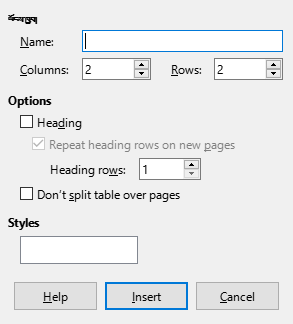 Name:
Columns: 2 Rows: 2
Options
Heading
Repeat heading rows on new pages
Heading rows: 1
Don't split table over pages
Styles
Help Insert Cancel